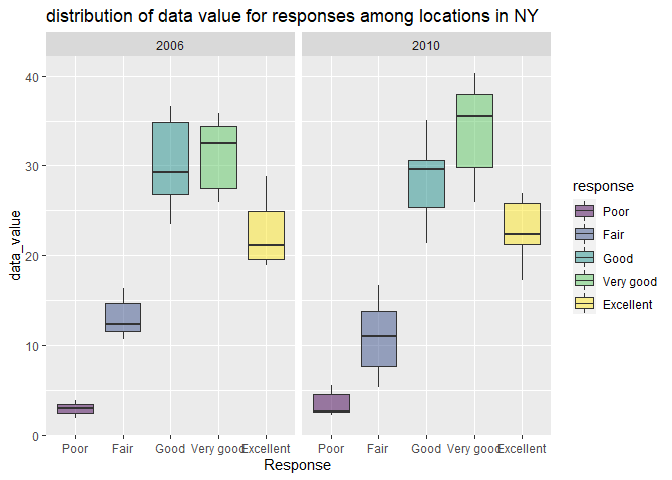 distribution of data value for responses among locations in NY
2006
2010
40
30
20
10
0
data_value
Poor Fair Good Very good Excellent
Poor Fair Good Very good Excellent
Response
response
Poor
Fair
Good
Very good
Excellent